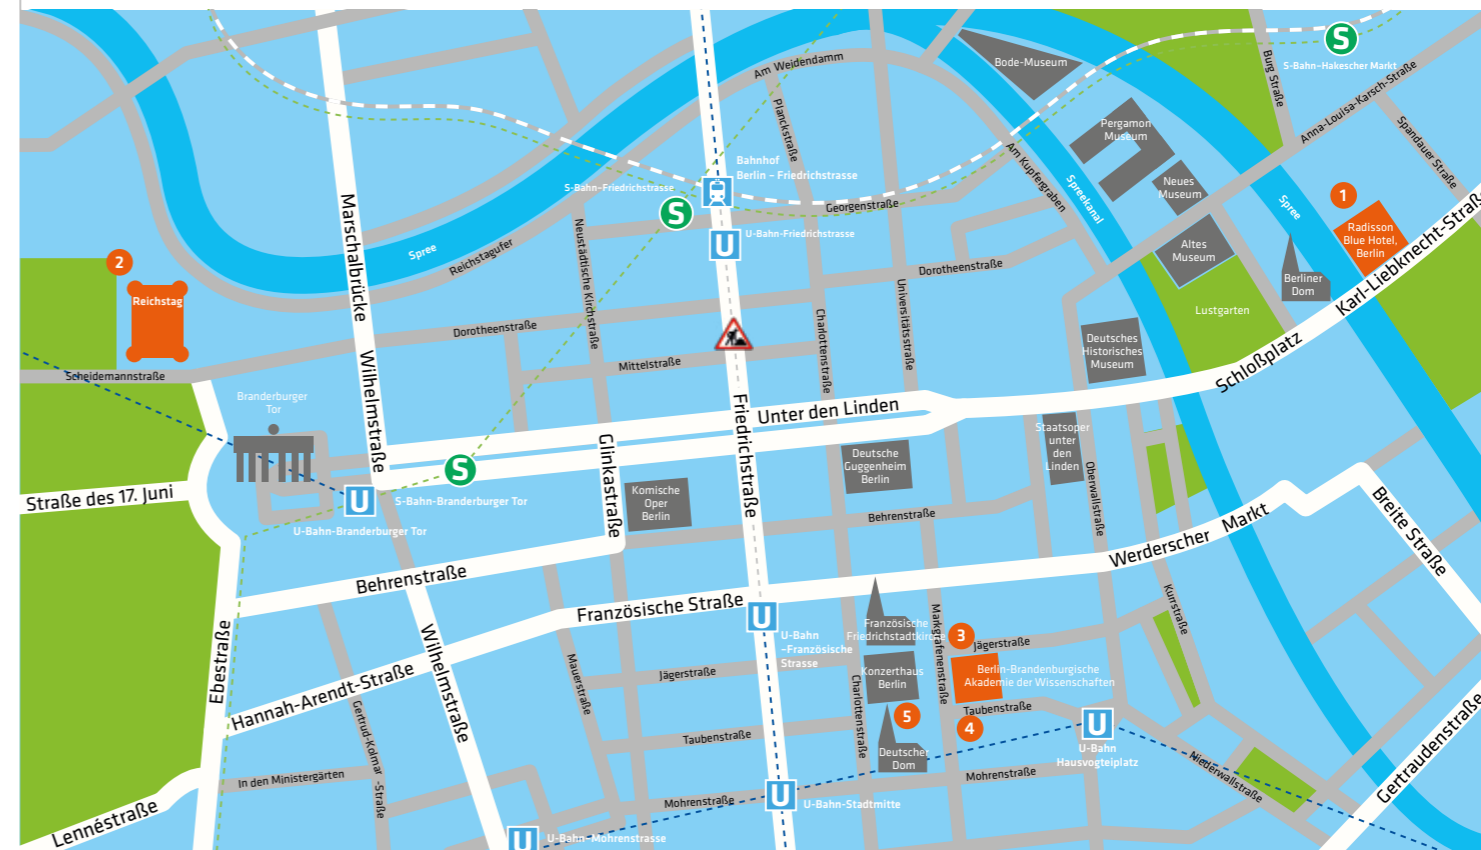 Bode-Museum
S-Bahn-Hakescher Markt
Am Weidendamm
Burg Straße
Anna-Louisa-Karsch-Straße
Planckstraße
Pergamon
Museum
Spandauer Straße
S
Bahnhof
Berlin – Friedrichstrasse
S-Bahn-Friedrichstrasse
S
Am Kupfergraben
Spreekanal
Neues
Museum
Spree
1
Radisson
Blue Hotel,
Berlin
Georgenstraße
U
U-Bahn-Friedrichstrasse
Marschalbrücke
Spree
Reichstagufer
Neustädtische Kirchstraße
Altes
Museum
Berliner
Dom
Karl-Liebknecht-Straß
2
Reichstag
Dorotheenstraße
Universitätsstraße
Lustgarten
Dorotheenstraße
Charlottenstraße
Mittelstraße
Deutsches
Historisches
Museum
Schloßplatz
Scheidemannstraße
Wilhelmstraße
Branderburger
Tor
Friedrichstraße
Unter den Linden
Glinkastraße
Staatsoper
unter
den
Linden
Deutsche
Guggenheim
Berlin
Oberwallstraße
S
S-Bahn-Branderburger Tor
U
U-Bahn-Branderburger Tor
Straße des 17. Juni
Komische
Oper
Berlin
Behrenstraße
Werderscher Markt
Breite Straße
Behrenstraße
Französische Straße
U
U-Bahn
–Französische
Strasse
Französische
Friedrichstadtkirche
Markgrafenenstraße
3
Jägerstraße
Kurrstraße
Ebestraße
Wilhelmstraße
Hannah-Arendt-Straße
Mauerstraße
Jägerstraße
Konzerthaus
Berlin
Berlin-Brandenburgische
Akademie der Wissenschaften
Charlottenstraße
5
4
Taubenstraße
Taubenstraße
Gertrud-Kolmar -Straße
Deutscher
Dom
U
U-Bahn
Hausvogteiplatz
Niederwallstraße
Gertraudenstraße
In den Ministergärten
Mohrenstraße
Mohrenstraße
U
U-Bahn-Stadtmitte
Lennéstraße
U
U-Bahn-Mohrenstrasse